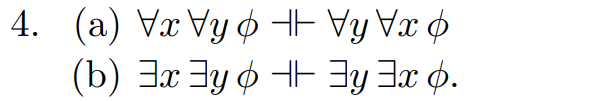 4. (a) ∀x ∀y ϕ ⊣⊢ ∀y ∀x ϕ
(b) ∃x ∃y ϕ ⊣⊢ ∃y ∃x ϕ.